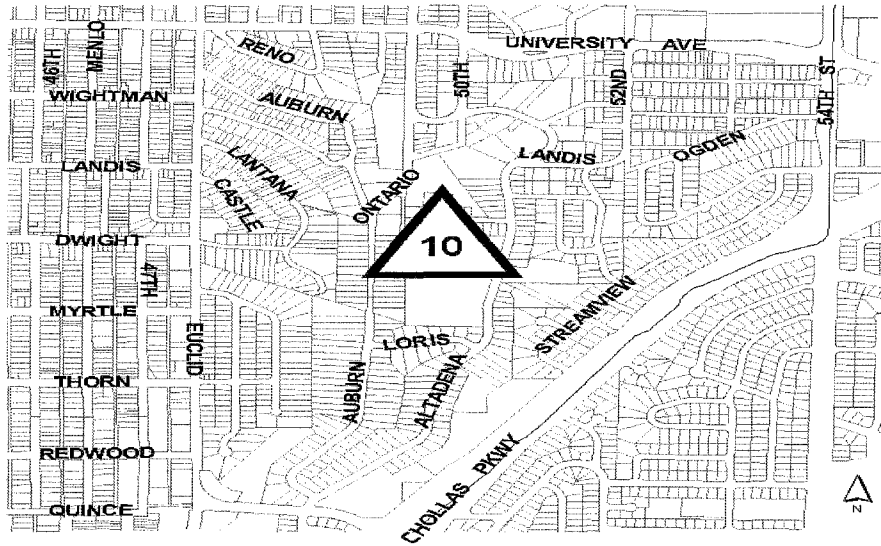 46TH
MENLO
RENO
50TH
UNIVERSITY AVE
52ND
54TH ST
WIGHTMAN
AUBURN
LANDIS
LANTANA
CASTLE
ONTARIO
LANDIS
OGDEN
DWIGHT
10
47TH
MYRTLE
EUCLID
LORIS
STREAMVIEW
THORN
AUBURN
ALTADENA
REDWOOD
CHOLLAS PKWY
QUINCE
N